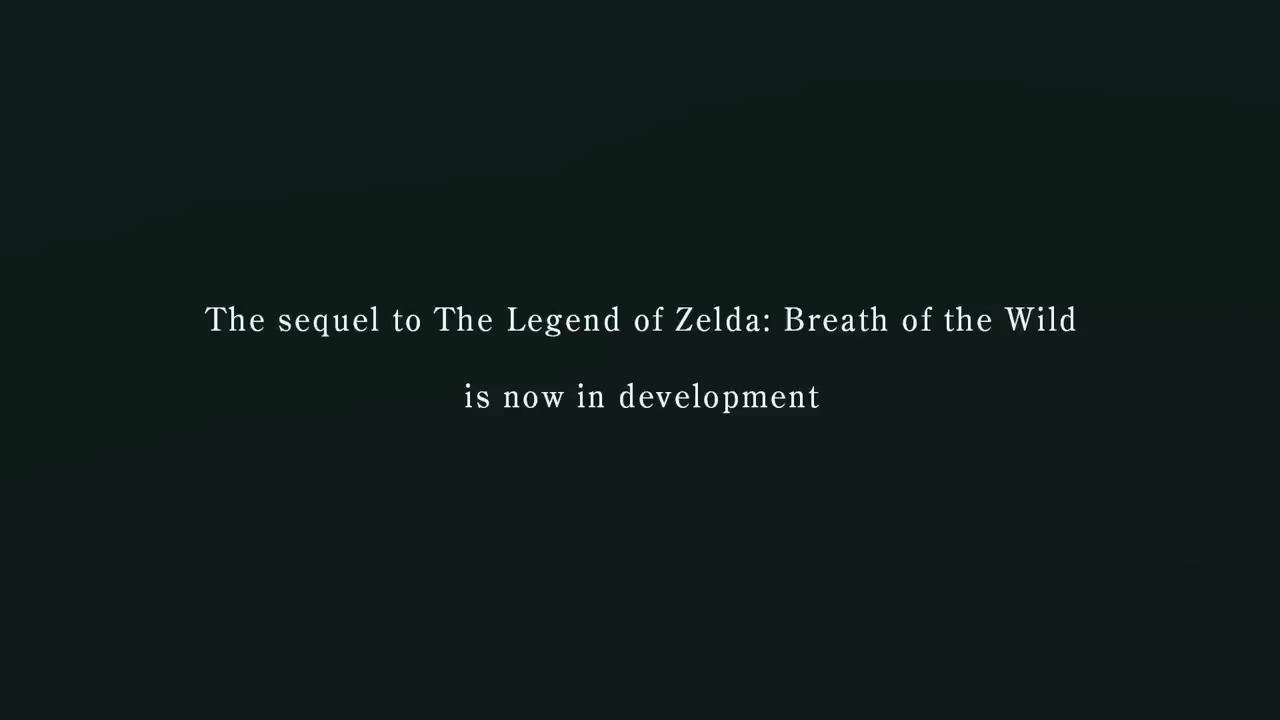 The sequel to The Legend of Zelda: Breath of the Wild
is now in development